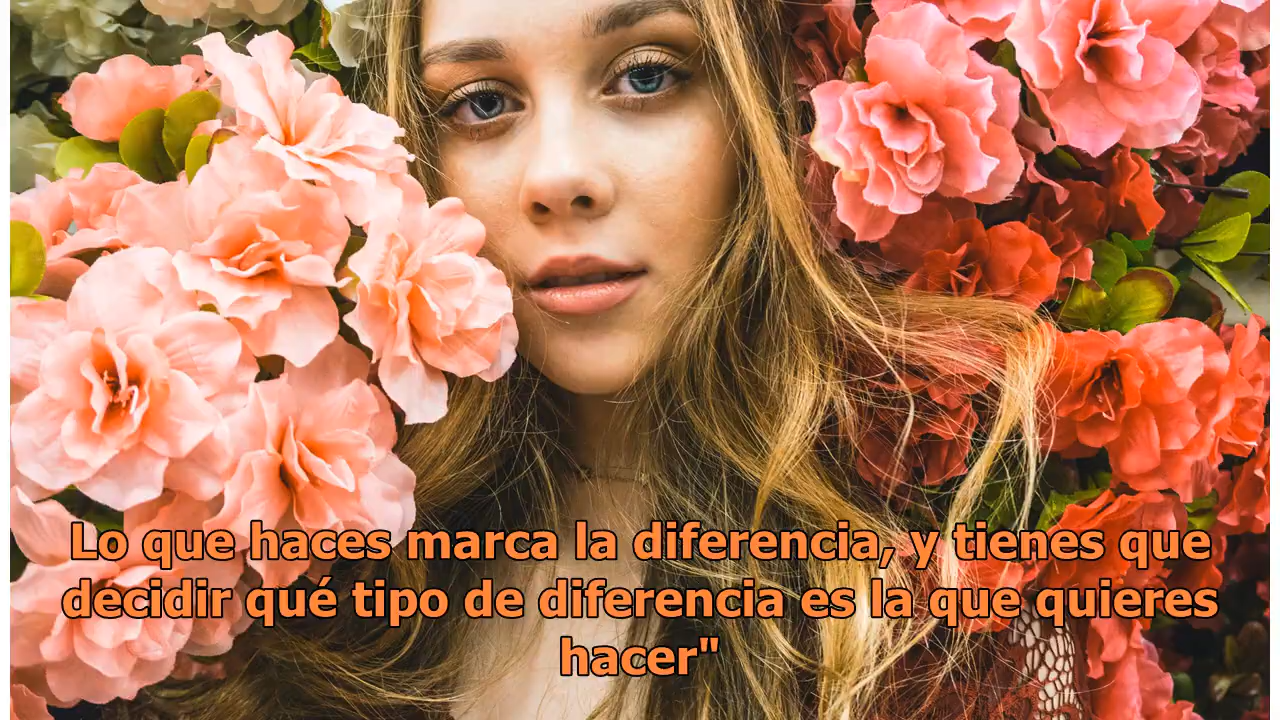 Lo que haces marca la diferencia, y tienes que
decidir qué tipo de diferencia es la que quieres
hacer"